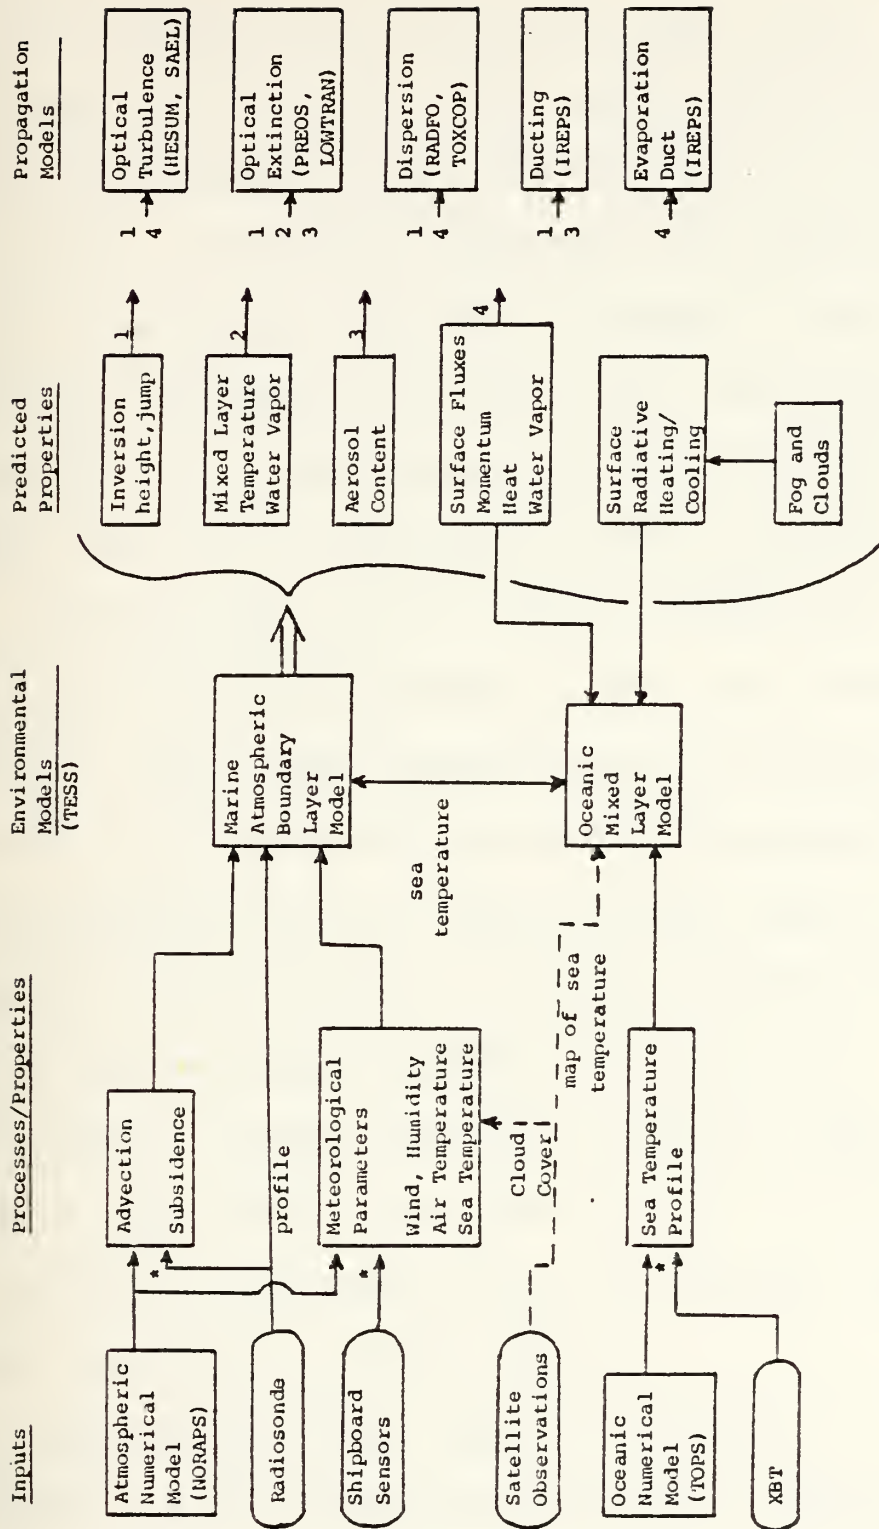 Inputs
Processes/Properties
Environmental
Models
(TESS)
Predicted
Properties
Propagation
Models
Atmospheric
Numerical
Model
(NORAPS)
Radiosonde
Shipboard
Sensors
Satellite
Observations
Oceanic
Numerical
Model
(TOPS)
XBT
Advection
Subsidence
*
profile
Meteorological
Parameters
Wind, Humidity
Air Temperature
Sea Temperature
*
Cloud
Cover
map of sea
temperature
Sea Temperature
Profile
*
Marine
Atmospheric
Boundary
Layer
Model
sea
temperature
Oceanic
Mixed
Layer
Model
Inversion
height,jump
1
Mixed Layer
Temperature
Water Vapor
2
Aerosol
Content
3
Surface Fluxes
Momentum
Heat
Water Vapor
4
Surface
Radiative
Heating/
Cooling
Fog and
Clouds
1
4
Optical
Turbulence
(HESUM, SAEL)
1
2
3
Optical
Extinction
(PREOS,
LOWTRAN)
1
4
Dispersion
(RADFO,
TOXCOP)
1
3
Ducting
(IREPS)
4
Evaporation
Duct
(IREPS)